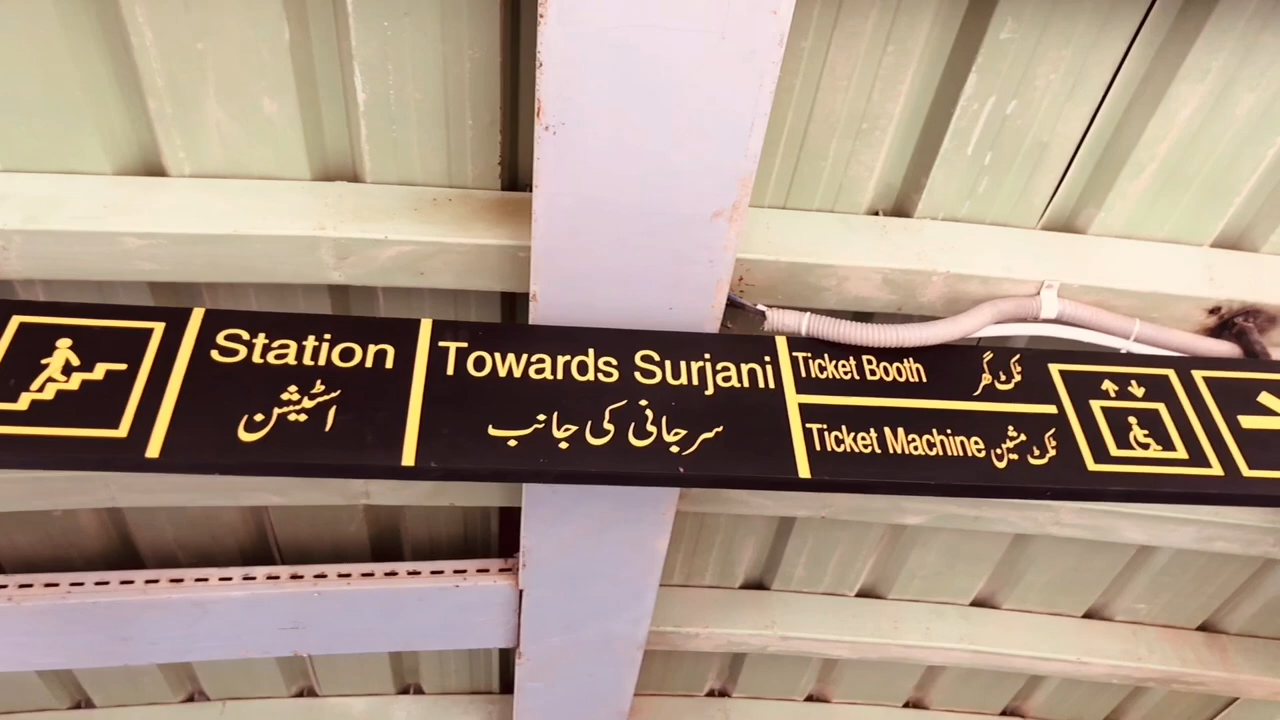 Station
اسٹیشن
Towards Surjani
سرجانی کی جانب
Ticket Booth ٹکٹ گھر
Ticket Machine ٹکٹ مشین